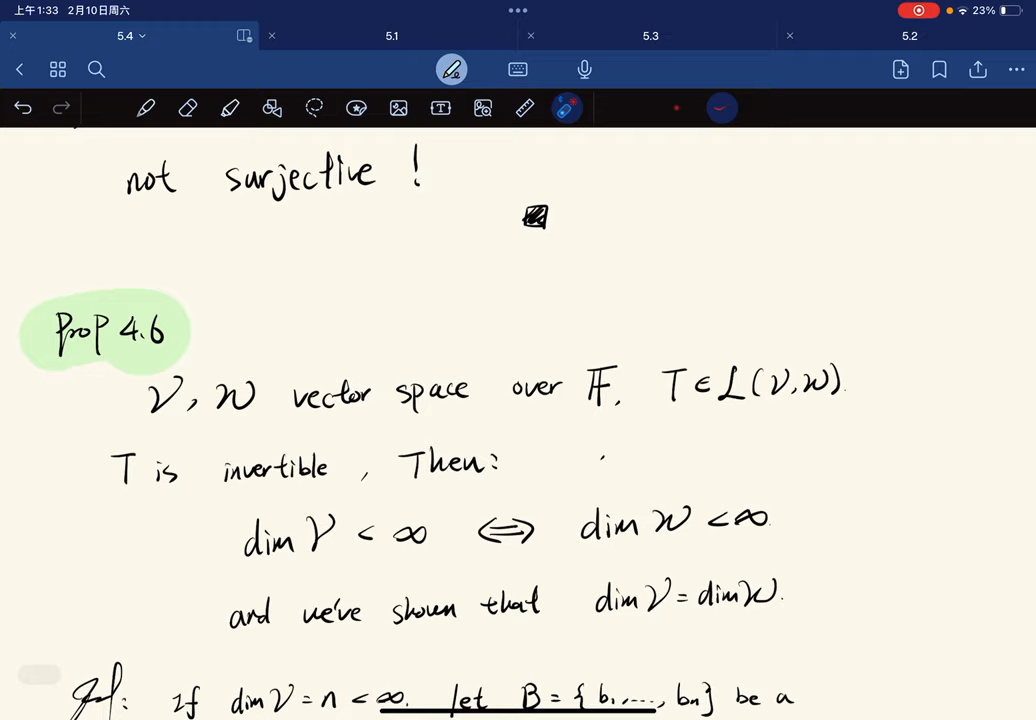 上午1:33 2月10日周六
23%
5.4
5.1
5.3
5.2
not surjective !
Prop 4.6
V, W vector space over 𝔽, T ∈ ℒ(V,W).
T is invertible, Then:
dim V < ∞ ⟺ dim W < ∞
and we've shown that dim V = dim W.
If dim V = n < ∞. let B = { b1, ..., bn } be a